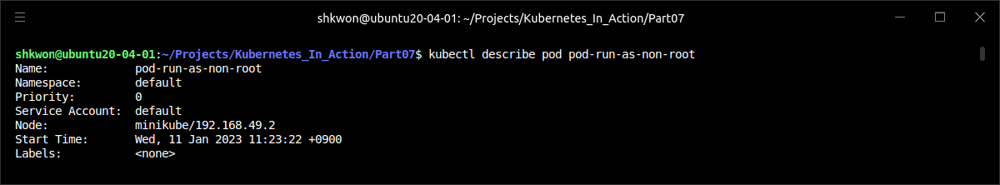 shkwon@ubuntu20-04-01: ~/Projects/Kubernetes_In_Action/Part07
shkwon@ubuntu20-04-01:~/Projects/Kubernetes_In_Action/Part07$ kubectl describe pod pod-run-as-non-root
Name:             pod-run-as-non-root
Namespace:        default
Priority:         0
Service Account:  default
Node:             minikube/192.168.49.2
Start Time:       Wed, 11 Jan 2023 11:23:22 +0900
Labels:           <none>